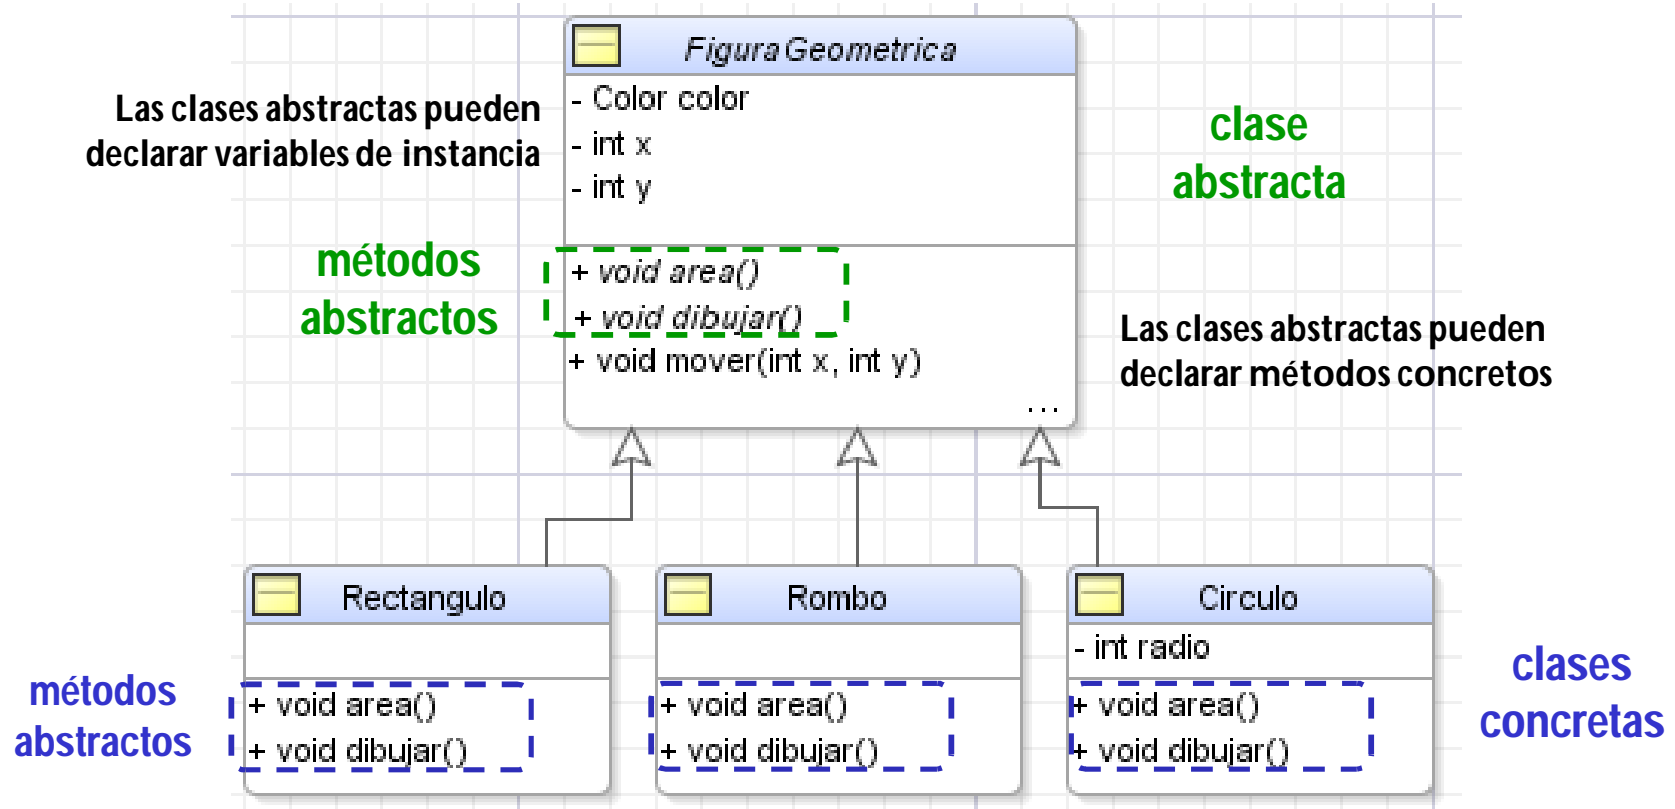 FiguraGeometrica
Las clases abstractas pueden
declarar variables de instancia
- Color color
- int x
- int y
clase
abstracta
métodos
abstractos
+ void area()
+ void dibujar()
+ void mover(int x, int y)
...
Las clases abstractas pueden
declarar métodos concretos
Rectangulo
+ void area()
+ void dibujar()
Rombo
+ void area()
+ void dibujar()
Circulo
- int radio
+ void area()
+ void dibujar()
métodos
abstractos
clases
concretas